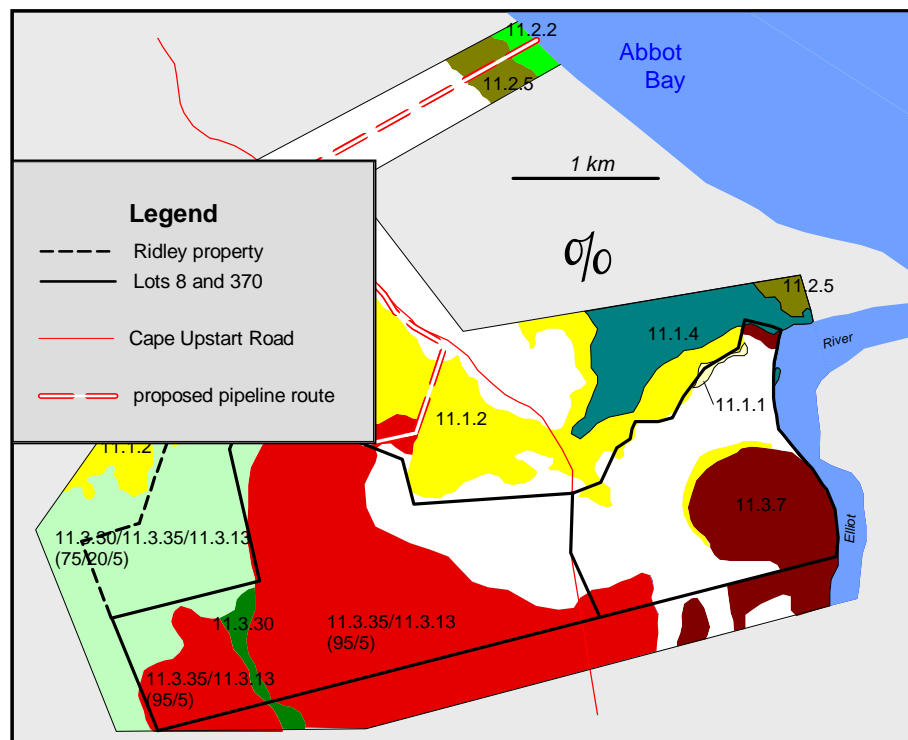 11.2.2
Abbot
Bay
11.2.5
1 km
Legend
Ridley property
Lots 8 and 370
Cape Upstart Road
proposed pipeline route
%
11.2.5
11.1.4
River
11.1.1
11.1.2
11.1.2
11.3.7
Elliot
11.3.30/11.3.35/11.3.13
(75/20/5)
11.3.30
11.3.35/11.3.13
(95/5)
11.3.35/11.3.13
(95/5)